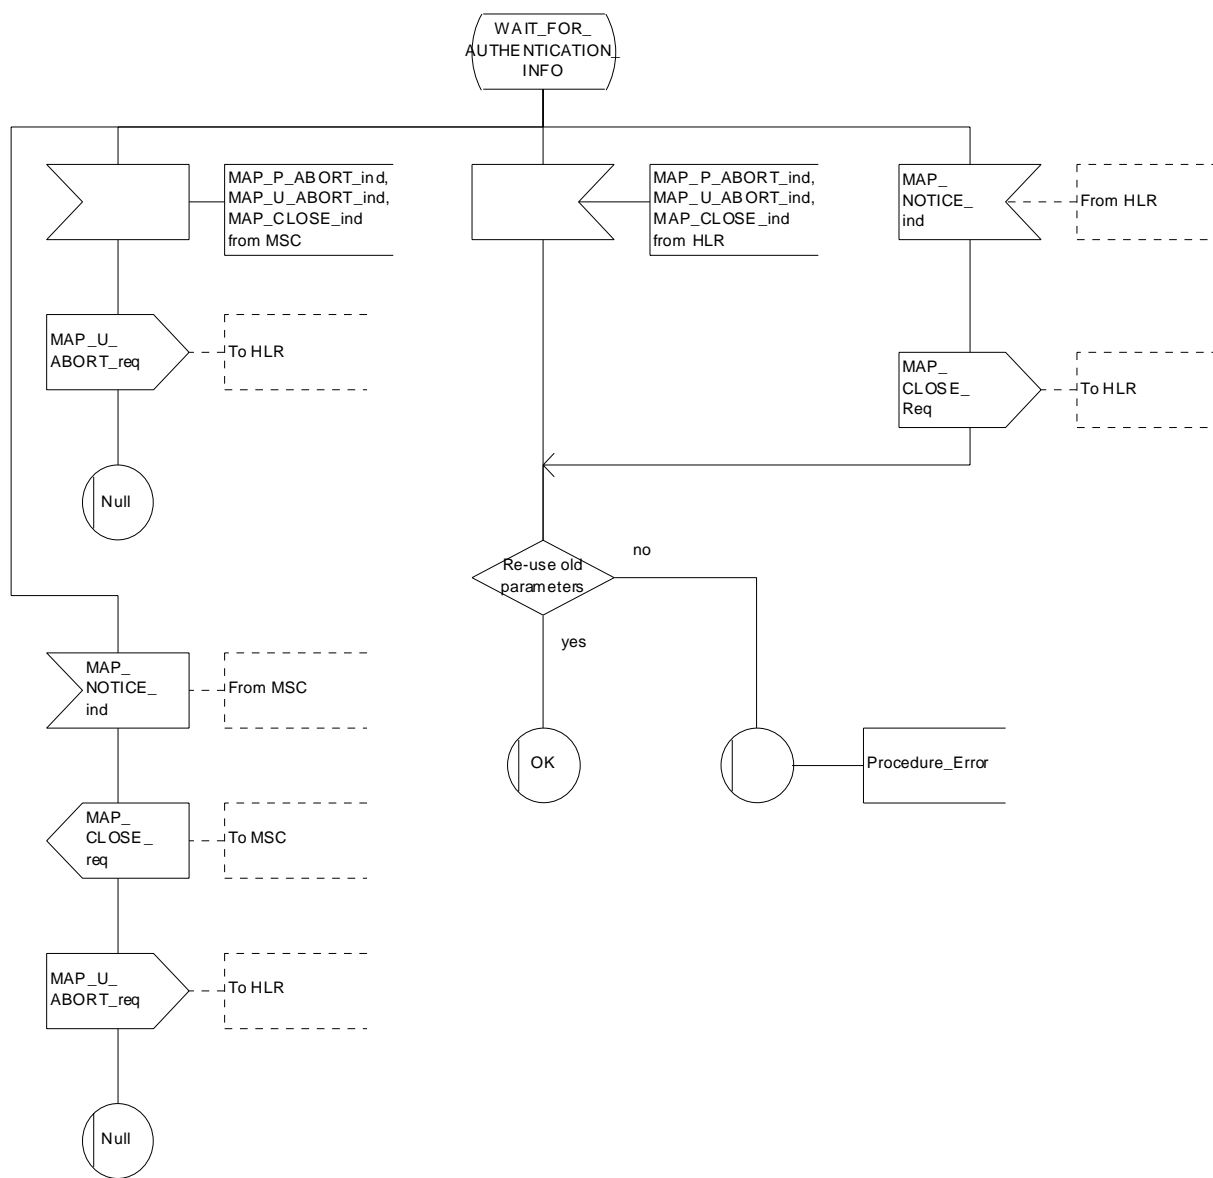 WAIT_FOR_
AUTHENTICATION_
INFO
MAP_P_ABORT_ind,
MAP_U_ABORT_ind,
MAP_CLOSE_ind
from MSC
MAP_P_ABORT_ind,
MAP_U_ABORT_ind,
MAP_CLOSE_ind
from HLR
MAP_
NOTICE_
ind
From HLR
MAP_U_
ABORT_req
To HLR
MAP_
CLOSE_
Req
To HLR
Null
Re-use old
parameters
no
yes
MAP_
NOTICE_
ind
From MSC
OK
Procedure_Error
MAP_
CLOSE_
req
To MSC
MAP_U_
ABORT_req
To HLR
Null